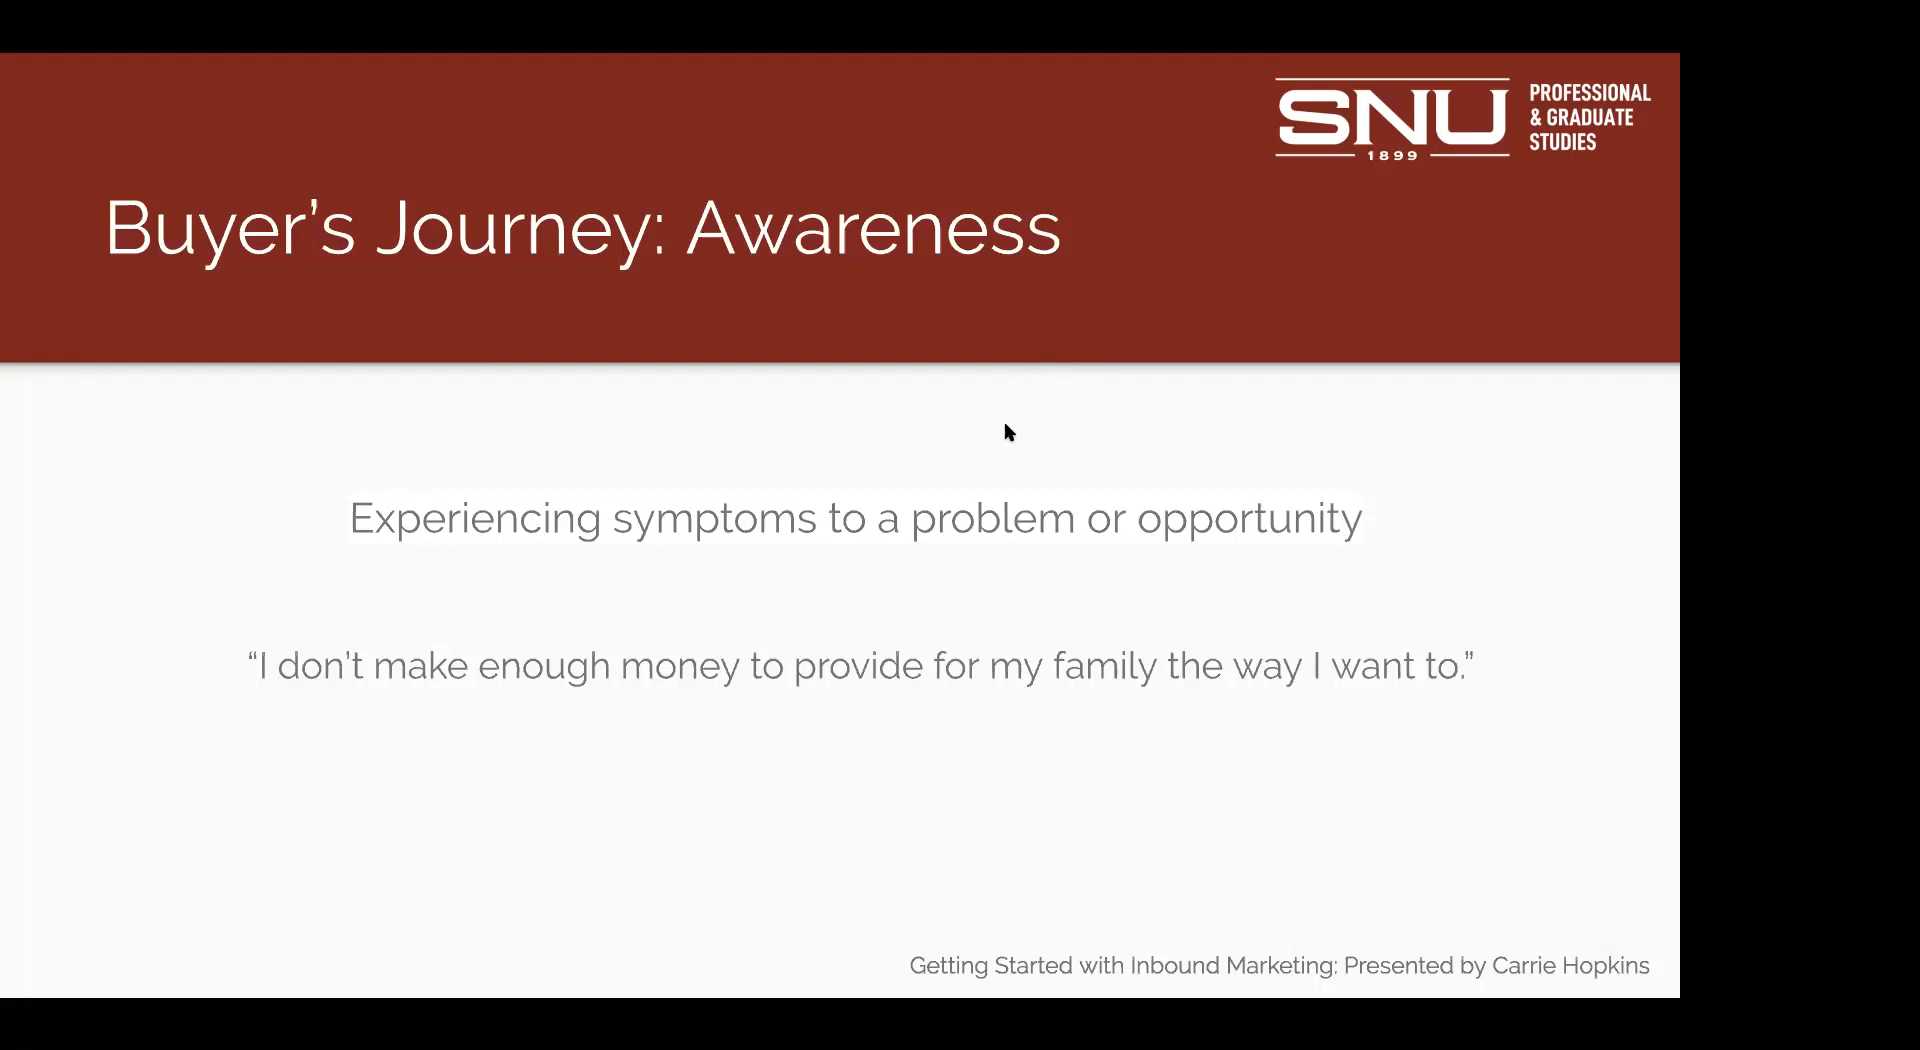 SNU
1899
PROFESSIONAL
& GRADUATE
STUDIES
Buyer’s Journey: Awareness
Experiencing symptoms to a problem or opportunity
“I don’t make enough money to provide for my family the way I want to.”
Getting Started with Inbound Marketing: Presented by Carrie Hopkins